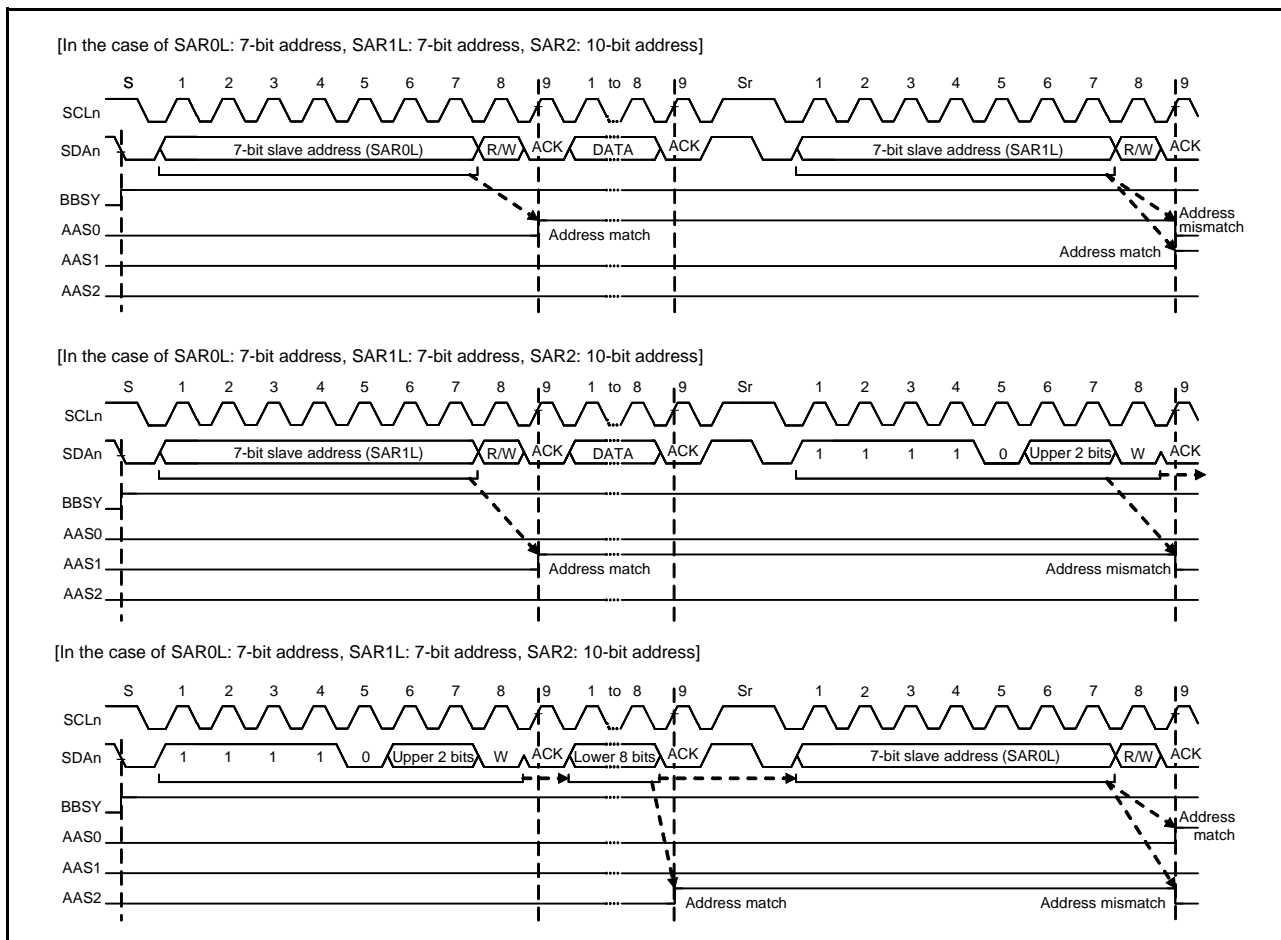 [In the case of SAR0L: 7-bit address, SAR1L: 7-bit address, SAR2: 10-bit address]
S 1 2 3 4 5 6 7 8 9 1 to 8 9 Sr 1 2 3 4 5 6 7 8 9
SCLn
SDAn 7-bit slave address (SAR0L) R/W ACK DATA ACK 7-bit slave address (SAR1L) R/W ACK
BBSY
Address mismatch
AAS0 Address match
AAS1 Address match
AAS2
[In the case of SAR0L: 7-bit address, SAR1L: 7-bit address, SAR2: 10-bit address]
S 1 2 3 4 5 6 7 8 9 1 to 8 9 Sr 1 2 3 4 5 6 7 8 9
SCLn
SDAn 7-bit slave address (SAR1L) R/W ACK DATA ACK 1 1 1 1 0 Upper 2 bits W ACK
BBSY
AAS0
AAS1 Address match Address mismatch
AAS2
[In the case of SAR0L: 7-bit address, SAR1L: 7-bit address, SAR2: 10-bit address]
S 1 2 3 4 5 6 7 8 9 1 to 8 9 Sr 1 2 3 4 5 6 7 8 9
SCLn
SDAn 1 1 1 1 0 Upper 2 bits W ACK Lower 8 bits ACK 7-bit slave address (SAR0L) R/W ACK
BBSY
Address
AAS0 match
AAS1
AAS2 Address match Address mismatch